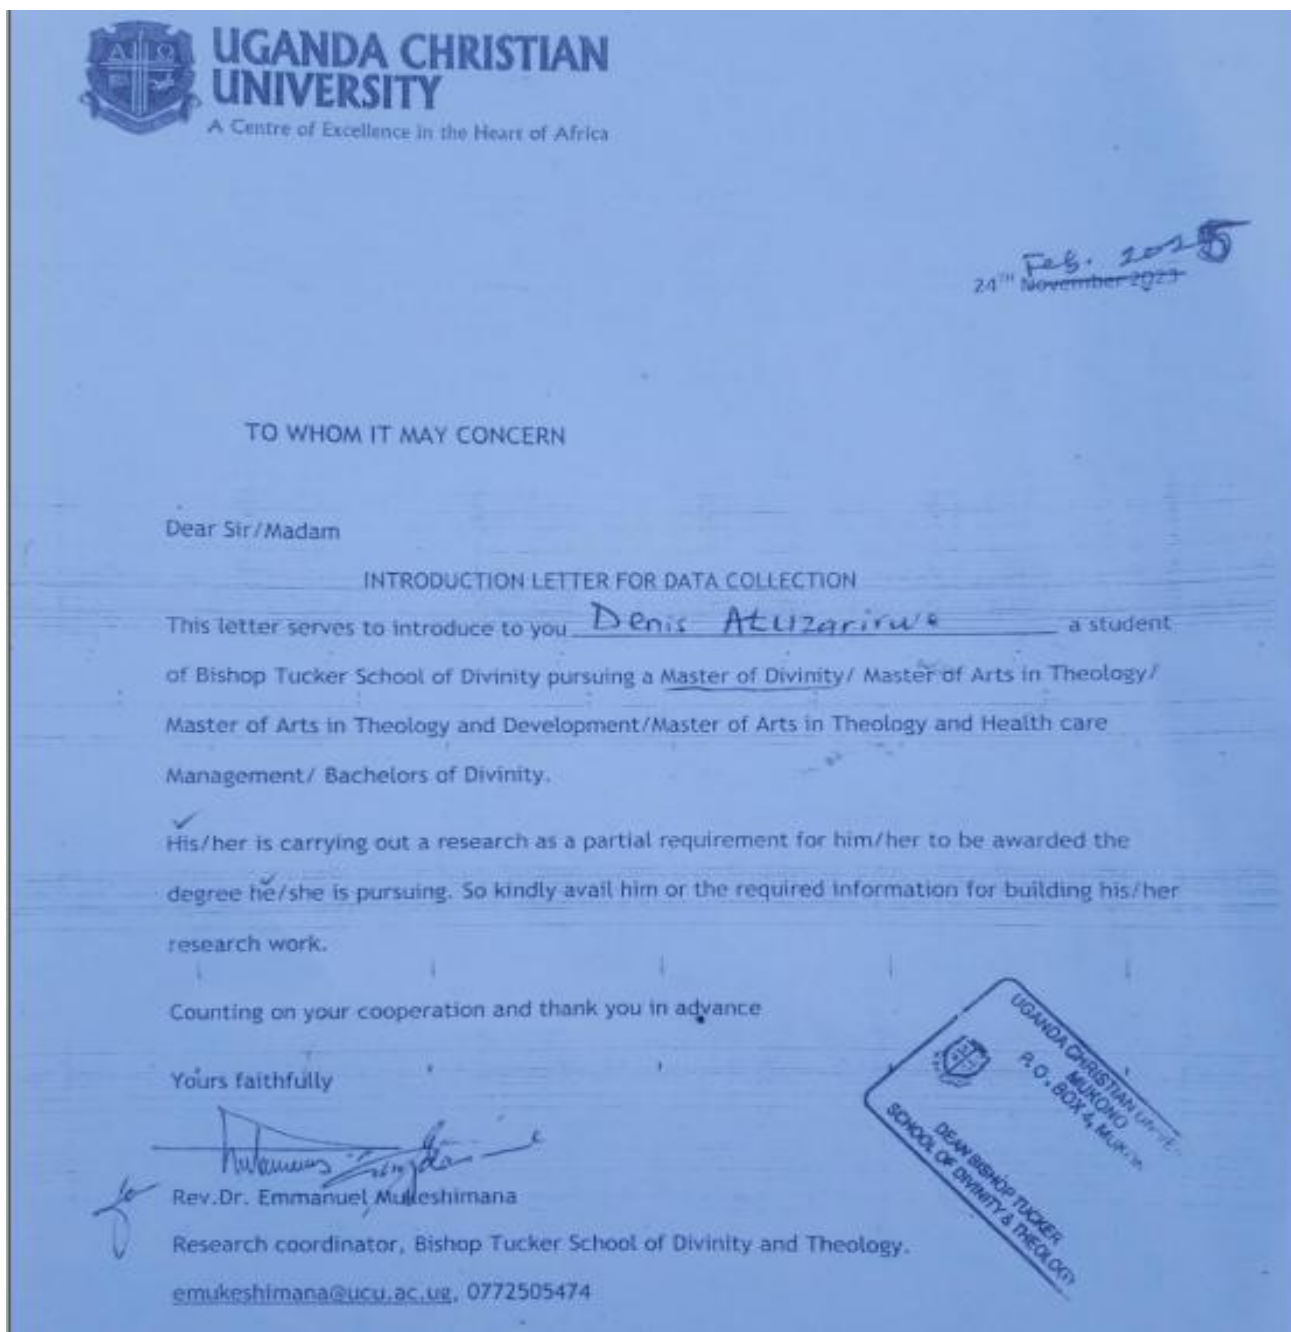 UGANDA CHRISTIAN
UNIVERSITY
A Centre of Excellence in the Heart of Africa
Feb. 2025
24TH November 2023
TO WHOM IT MAY CONCERN
Dear Sir/Madam
INTRODUCTION LETTER FOR DATA COLLECTION
This letter serves to introduce to you Denis Atuzarirwe a student
of Bishop Tucker School of Divinity pursuing a Master of Divinity/ Master of Arts in Theology/
Master of Arts in Theology and Development/Master of Arts in Theology and Health care
Management/ Bachelors of Divinity.
His/her is carrying out a research as a partial requirement for him/her to be awarded the
degree he/she is pursuing. So kindly avail him or the required information for building his/her
research work.
Counting on your cooperation and thank you in advance
Yours faithfully
for
Rev.Dr. Emmanuel Mukeshimana
Research coordinator, Bishop Tucker School of Divinity and Theology.
emukeshimana@ucu.ac.ug, 0772505474
UGANDA CHRISTIAN
MUKONO
P.O. BOX 4,
DEAN BISHOP TUCKER
SCHOOL OF DIVINITY & THEOLOGY